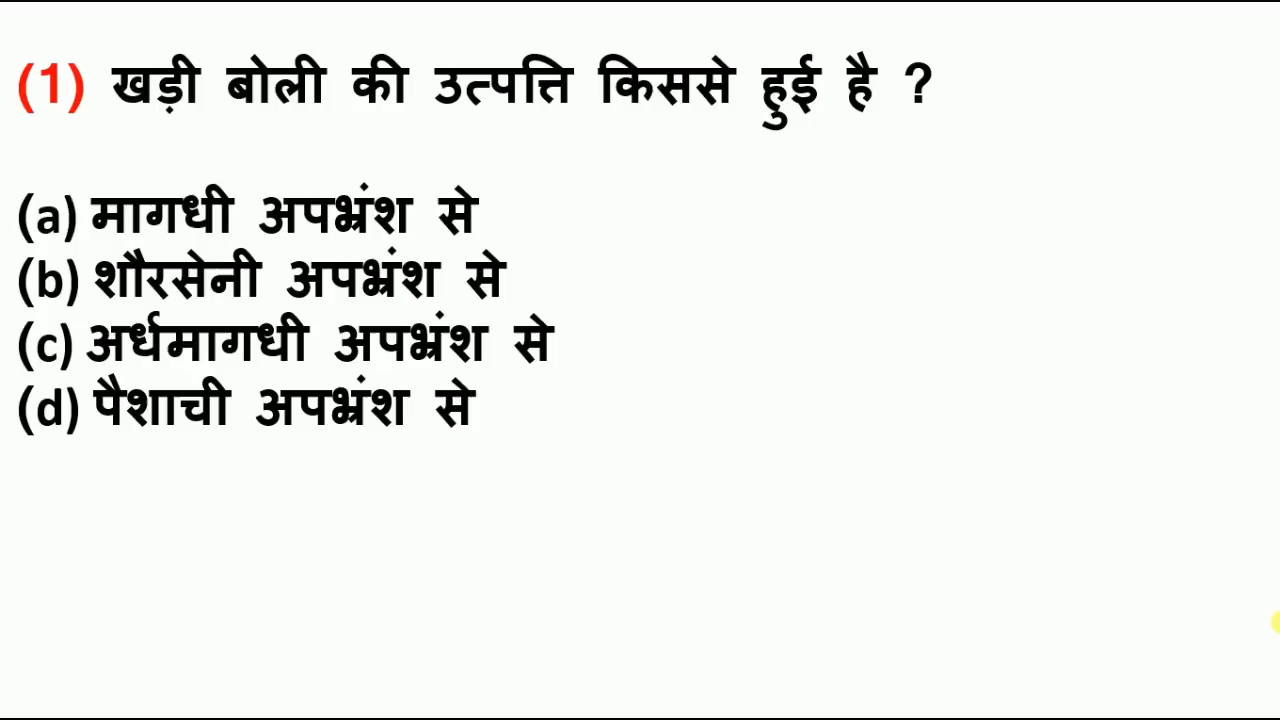 (1) खड़ी बोली की उत्पत्ति किससे हुई है ?
(a) मागधी अपभ्रंश से
(b) शौरसेनी अपभ्रंश से
(c) अर्धमागधी अपभ्रंश से
(d) पैशाची अपभ्रंश से